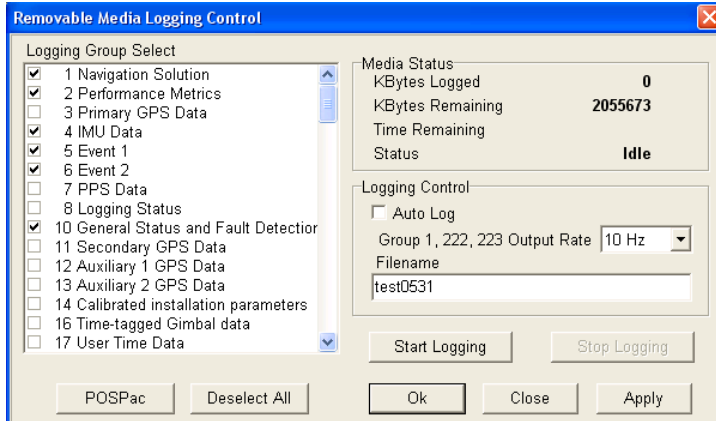 Removable Media Logging Control
Logging Group Select
1 Navigation Solution
2 Performance Metrics
3 Primary GPS Data
4 IMU Data
5 Event 1
6 Event 2
7 PPS Data
8 Logging Status
10 General Status and Fault Detection
11 Secondary GPS Data
12 Auxiliary 1 GPS Data
13 Auxiliary 2 GPS Data
14 Calibrated installation parameters
16 Time-tagged Gimbal data
17 User Time Data
POSPac Deselect All
Media Status
KBytes Logged 0
KBytes Remaining 2055673
Time Remaining
Status Idle
Logging Control
Auto Log
Group 1, 222, 223 Output Rate 10 Hz
Filename
test0531
Start Logging Stop Logging
Ok Close Apply